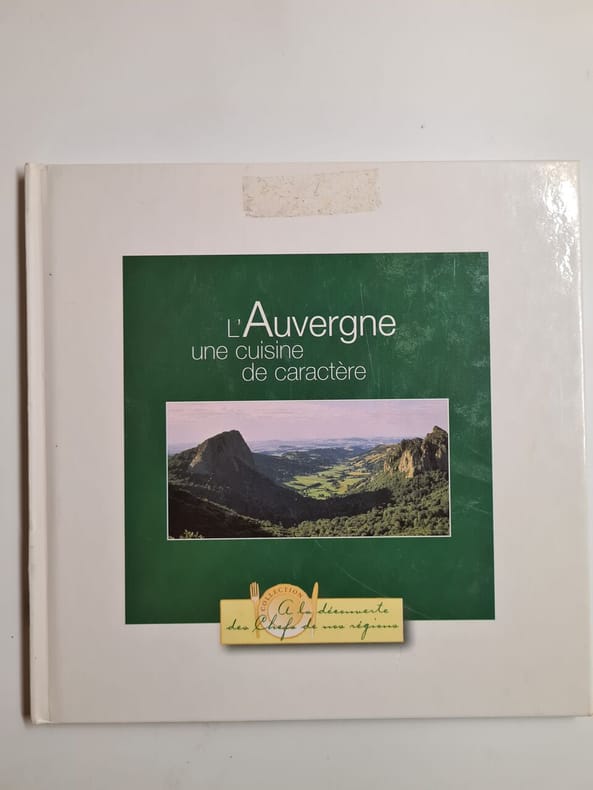 L'Auvergne
une cuisine
de caractère
COLLECTION
A la découverte
des Chefs de nos régions